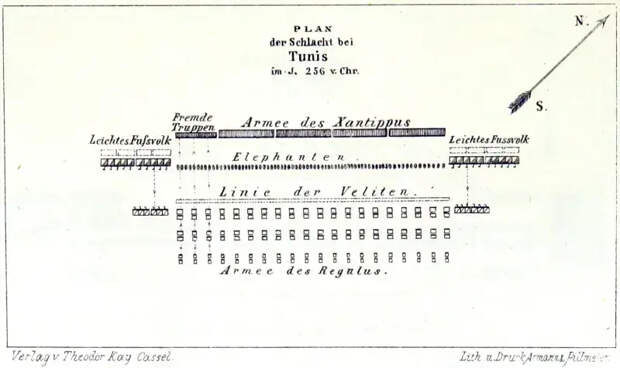 PLAN
der Schlacht bei
Tunis
im J. 256 v. Chr.
N.
S.
Fremde
Truppen
Armee des Xantippus
Leichtes Fußvolk
Leichtes Fussvolk
Elephanten
Linie der Veliten.
Armee des Regulus.
Verlag v Theodor Kay Cassel.
Lith u. Druck Armann &